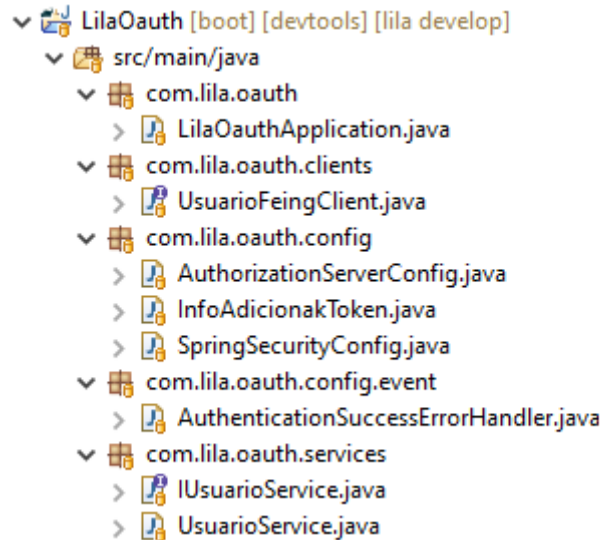 LilaOauth [boot] [devtools] [lila develop]
src/main/java
com.lila.oauth
LilaOauthApplication.java
com.lila.oauth.clients
UsuarioFeingClient.java
com.lila.oauth.config
AuthorizationServerConfig.java
InfoAdicionakToken.java
SpringSecurityConfig.java
com.lila.oauth.config.event
AuthenticationSuccessErrorHandler.java
com.lila.oauth.services
IUsuarioService.java
UsuarioService.java